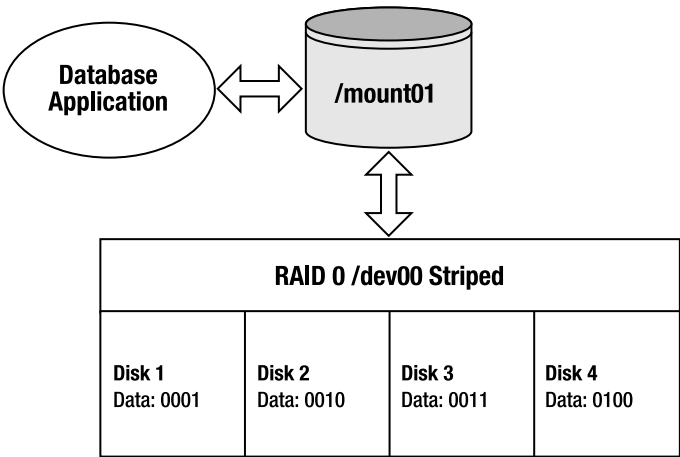 Database
Application
/mount01
RAID 0 /dev00 Striped
Disk 1
Data: 0001
Disk 2
Data: 0010
Disk 3
Data: 0011
Disk 4
Data: 0100